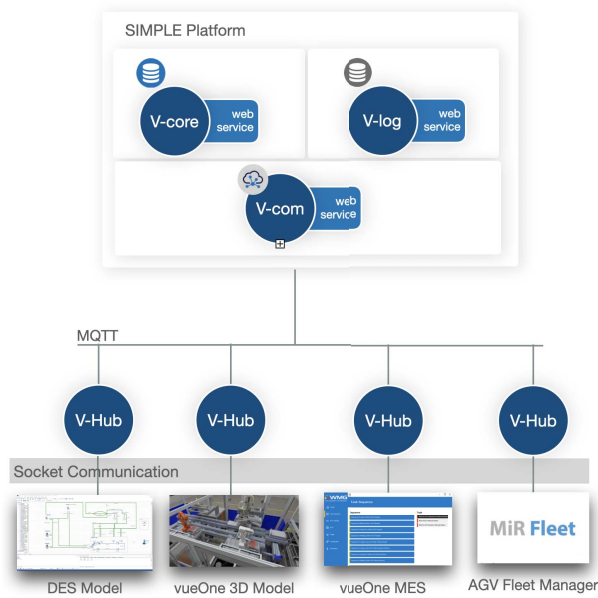 SIMPLE Platform
V-core
web
service
V-log
web
service
V-com
web
service
MQTT
V-Hub
V-Hub
V-Hub
V-Hub
Socket Communication
WMG
MiR Fleet
DES Model
vueOne 3D Model
vueOne MES
AGV Fleet Manager